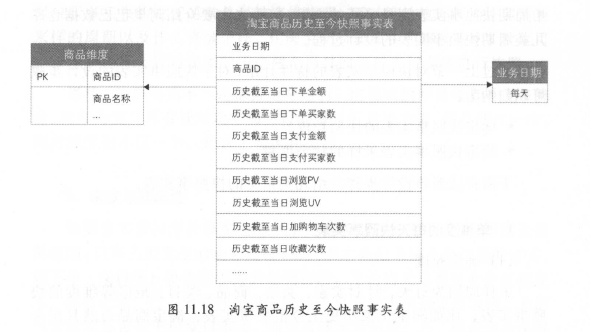 淘宝商品历史至今快照事实表
业务日期
商品ID
历史截至当日下单金额
历史截至当日下单买家数
历史截至当日支付金额
历史截至当日支付买家数
历史截至当日浏览PV
历史截至当日浏览UV
历史截至当日加购物车次数
历史截至当日收藏次数
......
商品维度
PK 商品ID
商品名称
...
业务日期
每天
图 11.18 淘宝商品历史至今快照事实表